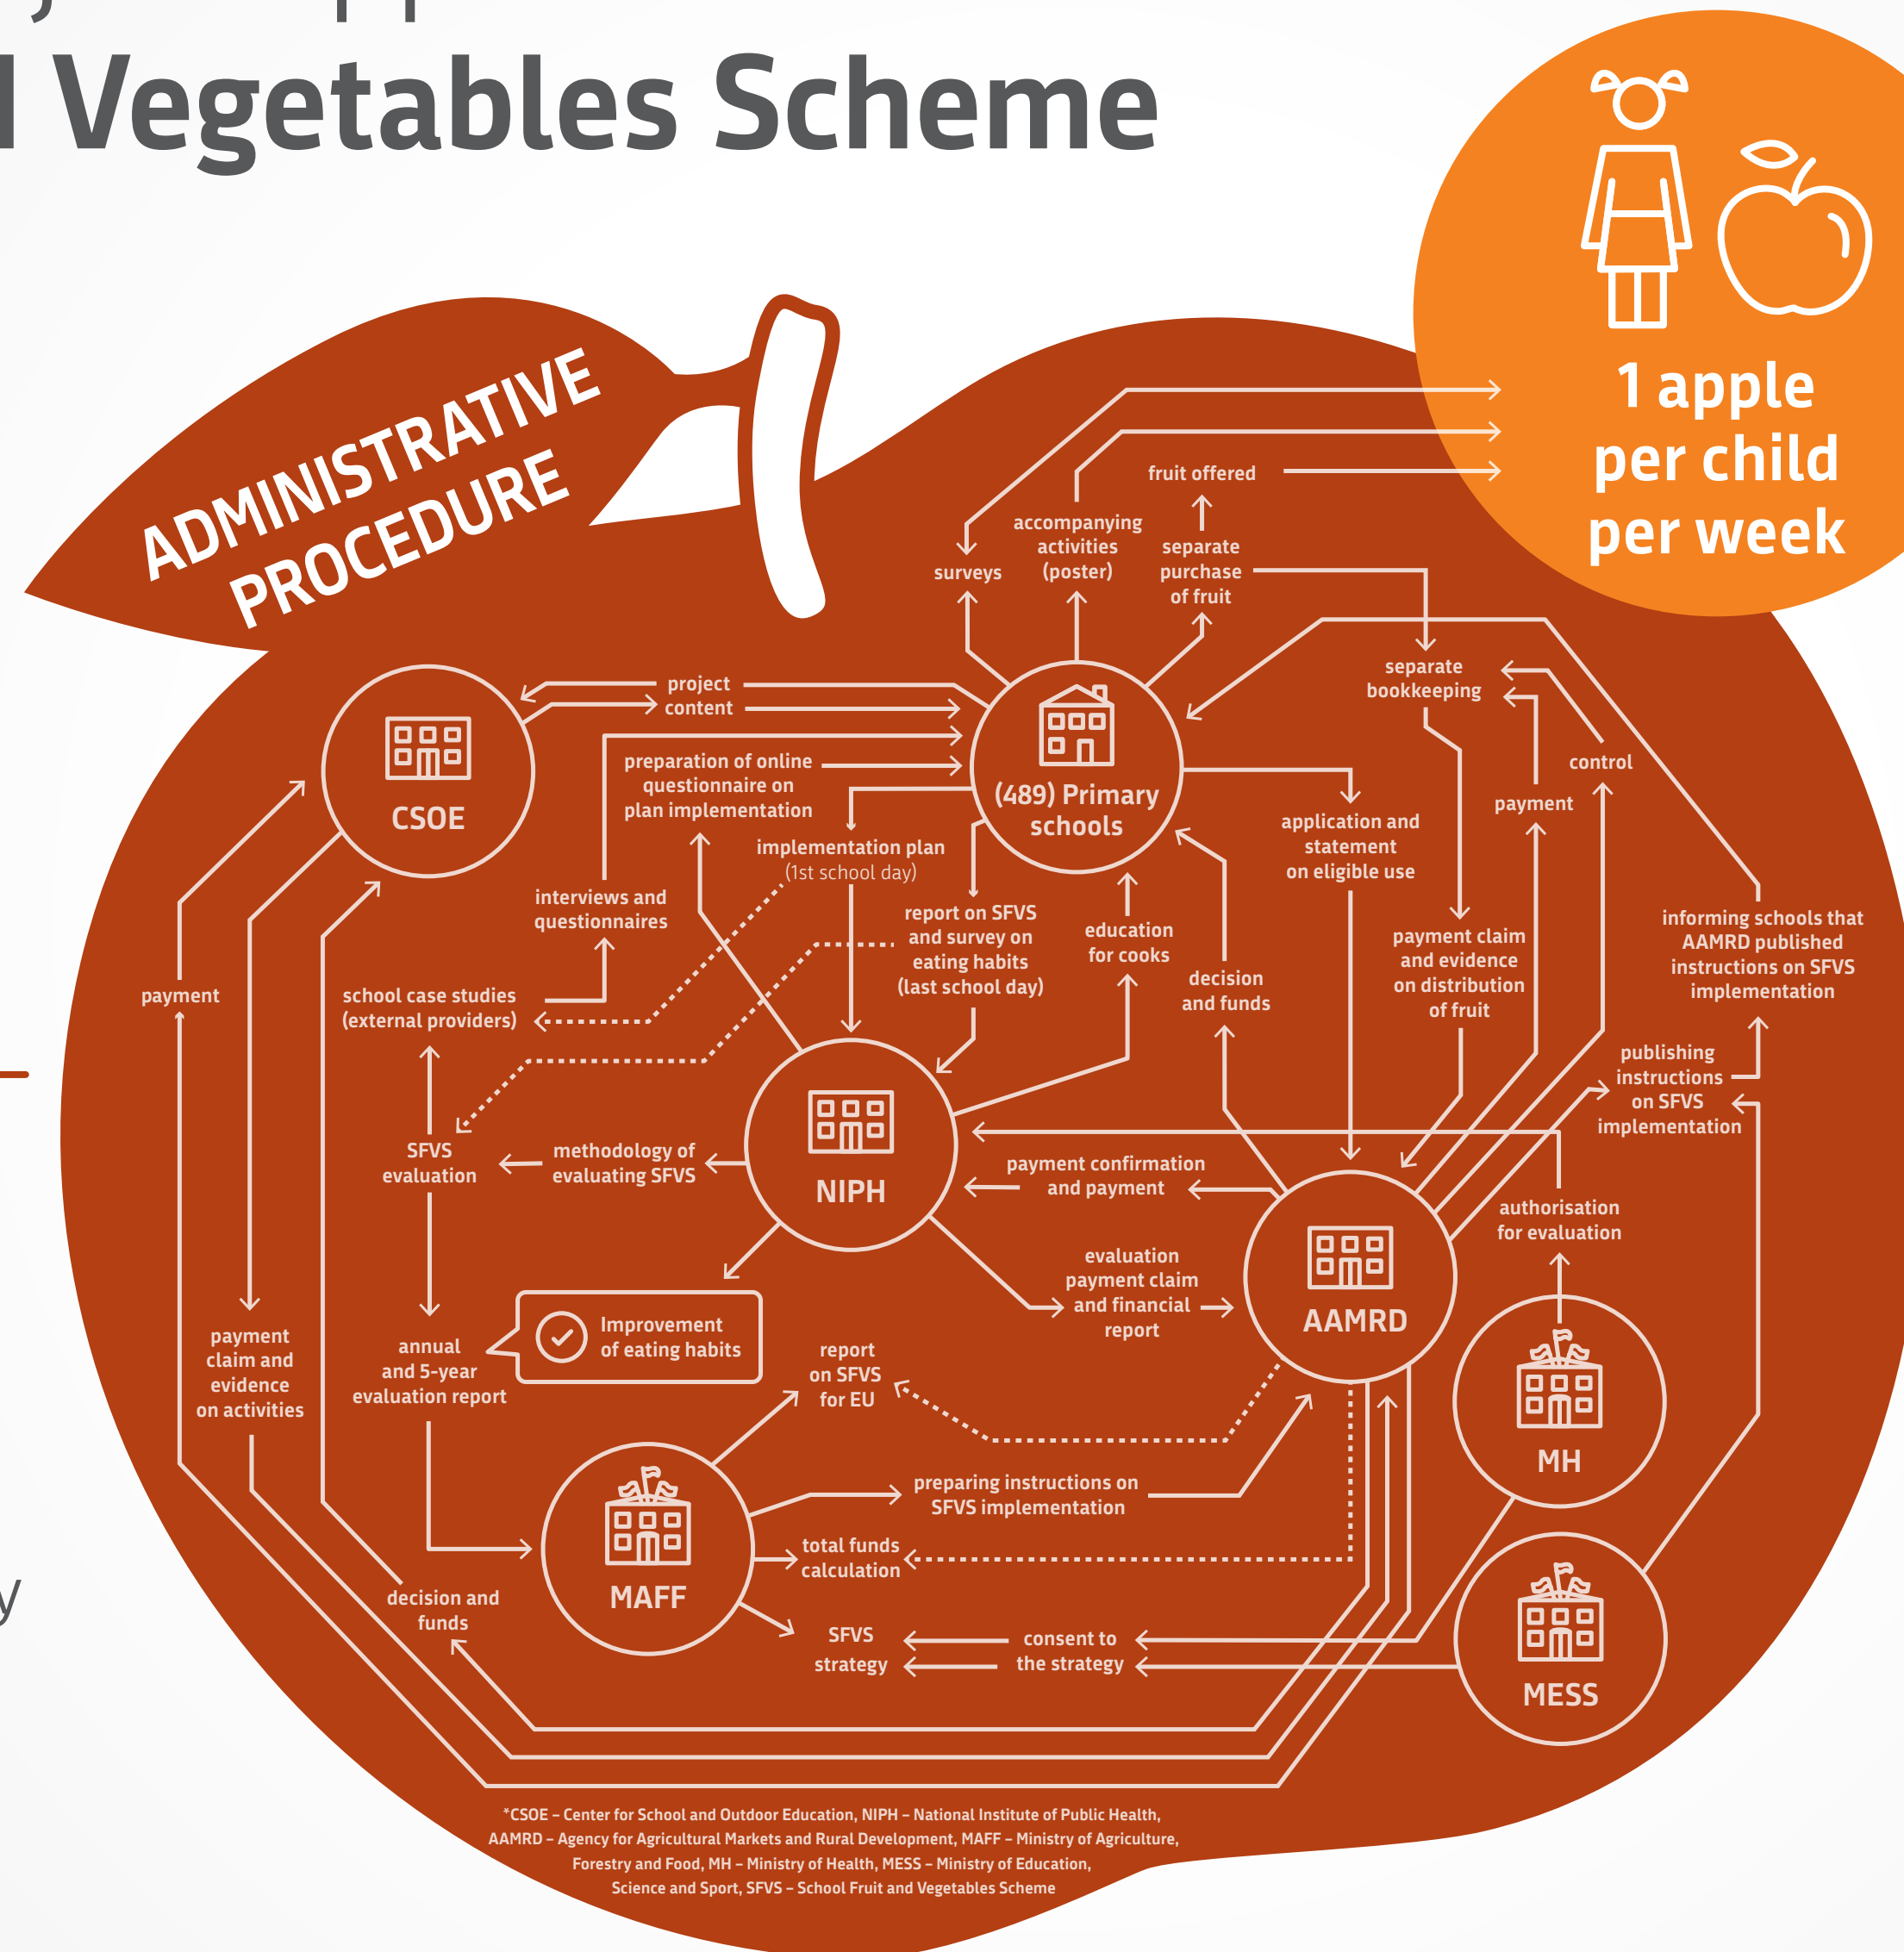 Vegetables Scheme
1 apple
per child
per week
ADMINISTRATIVE
PROCEDURE
fruit offered
accompanying
activities
(poster)
separate
purchase
of fruit
surveys
separate
bookkeeping
project
content
CSOE
(489) Primary
schools
preparation of online
questionnaire on
plan implementation
control
payment
application and
statement
on eligible use
implementation plan
(1st school day)
interviews and
questionnaires
report on SFVS
and survey on
eating habits
(last school day)
education
for cooks
decision
and funds
payment claim
and evidence
on distribution
of fruit
informing schools that
AAMRD published
instructions on SFVS
implementation
payment
school case studies
(external providers)
publishing
instructions
on SFVS
implementation
SFVS
evaluation
methodology of
evaluating SFVS
NIPH
payment confirmation
and payment
authorisation
for evaluation
evaluation
payment claim
and financial
report
AAMRD
payment
claim and
evidence
on activities
annual
and 5-year
evaluation report
Improvement
of eating habits
report
on SFVS
for EU
MH
preparing instructions on
SFVS implementation
total funds
calculation
MAFF
decision and
funds
SFVS
strategy
consent to
the strategy
MESS
y
*CSOE – Center for School and Outdoor Education, NIPH – National Institute of Public Health,
AAMRD – Agency for Agricultural Markets and Rural Development, MAFF – Ministry of Agriculture,
Forestry and Food, MH – Ministry of Health, MESS – Ministry of Education,
Science and Sport, SFVS – School Fruit and Vegetables Scheme